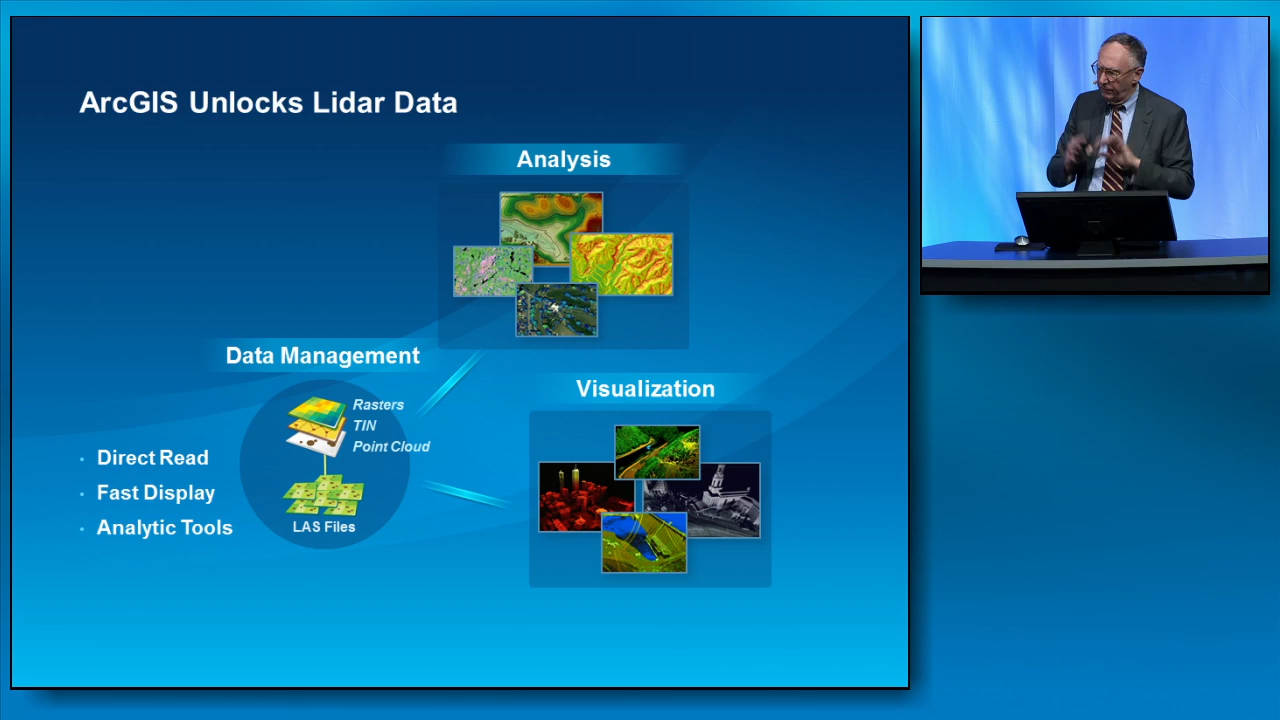 ArcGIS Unlocks Lidar Data
Analysis
Data Management
Rasters
TIN
Point Cloud
LAS Files
Direct Read
Fast Display
Analytic Tools
Visualization